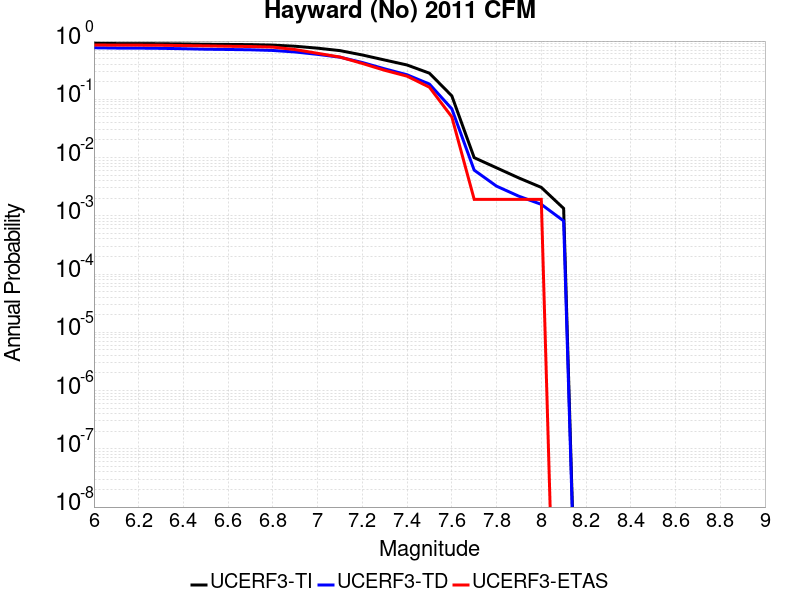 Hayward (No) 2011 CFM
Annual Probability
10^0
10^-1
10^-2
10^-3
10^-4
10^-5
10^-6
10^-7
10^-8
6 6.2 6.4 6.6 6.8 7 7.2 7.4 7.6 7.8 8 8.2 8.4 8.6 8.8 9
Magnitude
UCERF3-TI UCERF3-TD UCERF3-ETAS